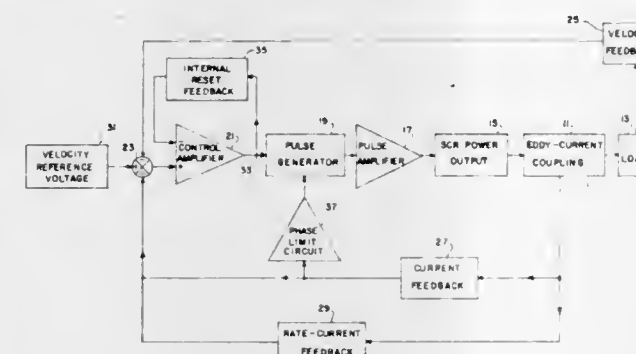 25
VELOC
FEEDBA
35
INTERNAL
RESET
FEEDBACK
31
VELOCITY
REFERENCE
VOLTAGE
23
CONTROL
AMPLIFIER
21
33
19
PULSE
GENERATOR
17
PULSE
AMPLIFIER
15
SCR POWER
OUTPUT
11
EDDY-CURRENT
COUPLING
13
LOA
37
PHASE
LIMIT
CIRCUIT
27
CURRENT
FEEDBACK
29
RATE-CURRENT
FEEDBACK